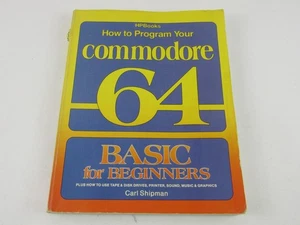 HPBooks
How to Program Your
commodore
64
BASIC
for BEGINNERS
PLUS HOW TO USE TAPE & DISK DRIVES, PRINTER, SOUND, MUSIC & GRAPHICS
Carl Shipman